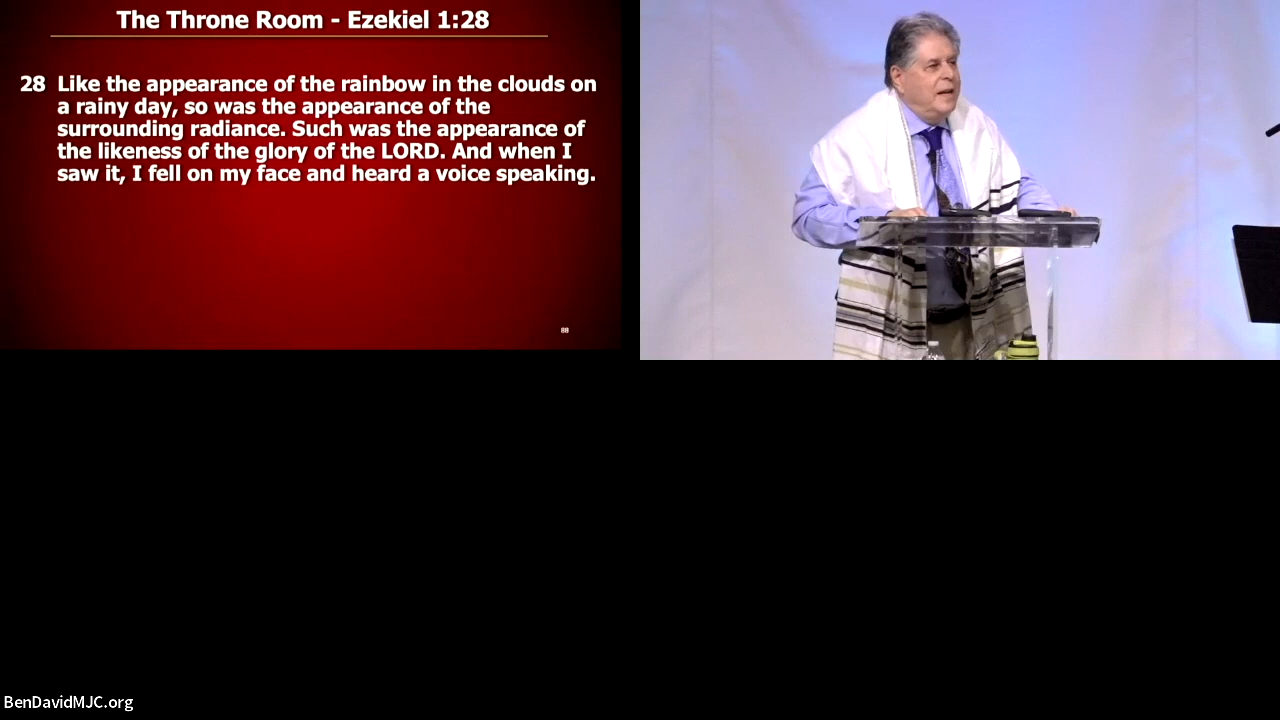 The Throne Room - Ezekiel 1:28
28 Like the appearance of the rainbow in the clouds on
a rainy day, so was the appearance of the
surrounding radiance. Such was the appearance of
the likeness of the glory of the LORD. And when I
saw it, I fell on my face and heard a voice speaking.
BenDavidMJC.org